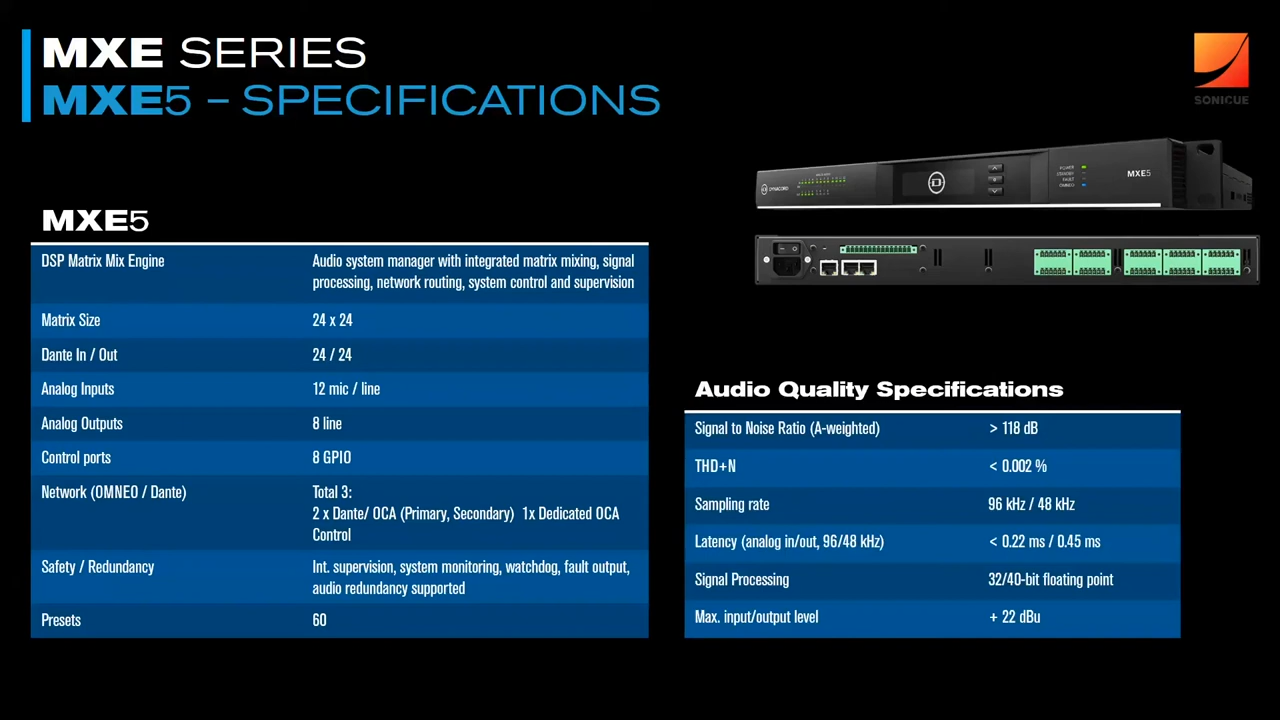 MXE SERIES
MXE5 – SPECIFICATIONS
SONICUE
DYNACORD
POWER
STANDBY
FAULT
OMNEO
MXE5
MXE5
DSP Matrix Mix Engine
Audio system manager with integrated matrix mixing, signal
processing, network routing, system control and supervision
Matrix Size
24 x 24
Dante In / Out
24 / 24
Analog Inputs
12 mic / line
Analog Outputs
8 line
Control ports
8 GPIO
Network (OMNEO / Dante)
Total 3:
2 x Dante/ OCA (Primary, Secondary) 1x Dedicated OCA
Control
Safety / Redundancy
Int. supervision, system monitoring, watchdog, fault output,
audio redundancy supported
Presets
60
Audio Quality Specifications
Signal to Noise Ratio (A-weighted)
> 118 dB
THD+N
< 0.002 %
Sampling rate
96 kHz / 48 kHz
Latency (analog in/out, 96/48 kHz)
< 0.22 ms / 0.45 ms
Signal Processing
32/40-bit floating point
Max. input/output level
+ 22 dBu